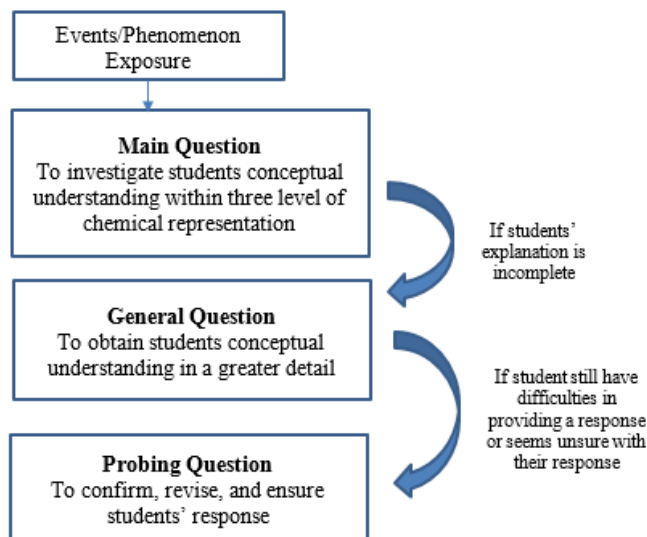 Events/Phenomenon
Exposure
Main Question
To investigate students conceptual
understanding within three level of
chemical representation
If students’
explanation is
incomplete
General Question
To obtain students conceptual
understanding in a greater detail
If student still have
difficulties in
providing a response
or seems unsure with
their response
Probing Question
To confirm, revise, and ensure
students’ response